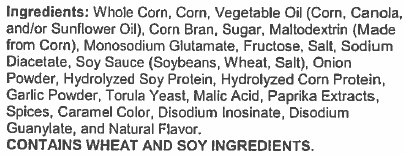 Ingredients: Whole Corn, Corn, Vegetable Oil (Corn, Canola,
and/or Sunflower Oil), Corn Bran, Sugar, Maltodextrin (Made
from Corn), Monosodium Glutamate, Fructose, Salt, Sodium
Diacetate, Soy Sauce (Soybeans, Wheat, Salt), Onion
Powder, Hydrolyzed Soy Protein, Hydrolyzed Corn Protein,
Garlic Powder, Torula Yeast, Malic Acid, Paprika Extracts,
Spices, Caramel Color, Disodium Inosinate, Disodium
Guanylate, and Natural Flavor.
CONTAINS WHEAT AND SOY INGREDIENTS.